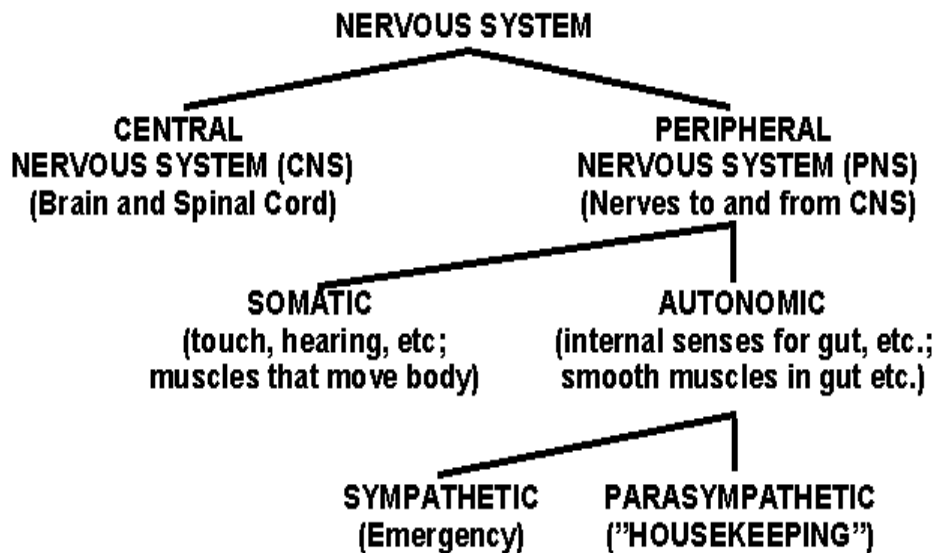 NERVOUS SYSTEM
CENTRAL
NERVOUS SYSTEM (CNS)
(Brain and Spinal Cord)
PERIPHERAL
NERVOUS SYSTEM (PNS)
(Nerves to and from CNS)
SOMATIC
(touch, hearing, etc;
muscles that move body)
AUTONOMIC
(internal senses for gut, etc.;
smooth muscles in gut etc.)
SYMPATHETIC
(Emergency)
PARASYMPATHETIC
(”HOUSEKEEPING”)